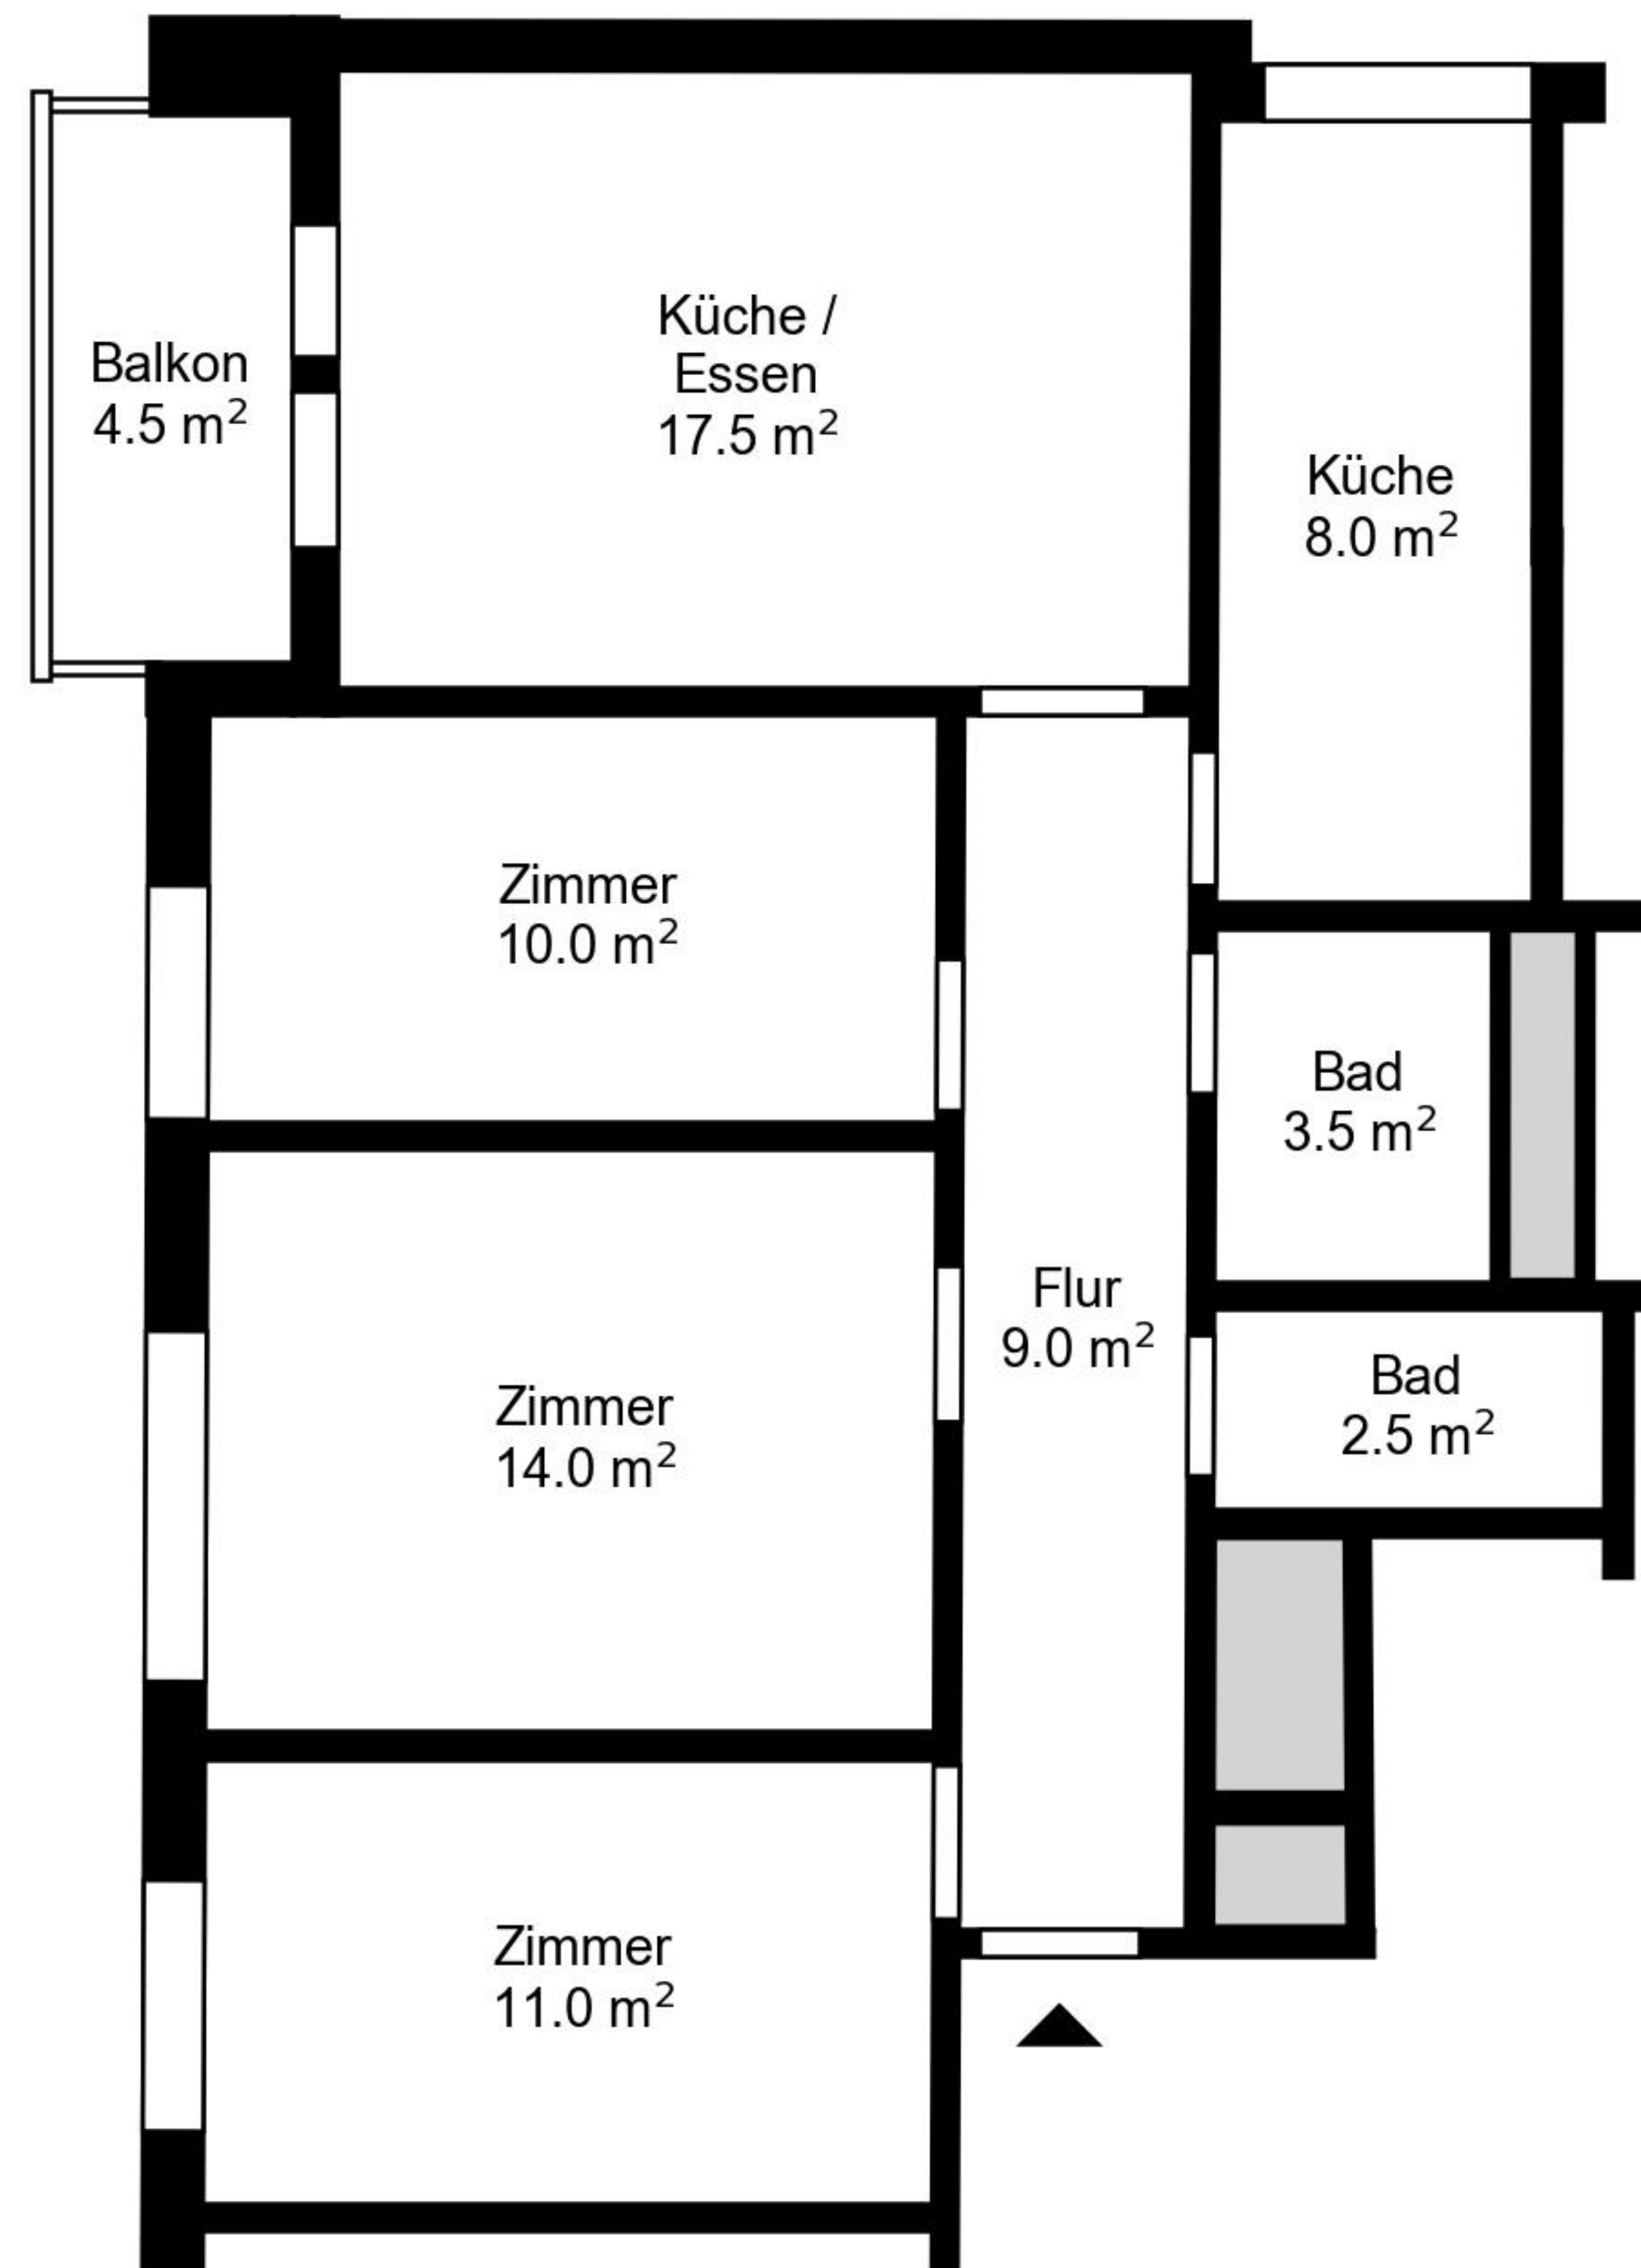 Küche /
Essen
17.5 m²
Balkon
4.5 m²
Küche
8.0 m²
Zimmer
10.0 m²
Bad
3.5 m²
Flur
9.0 m²
Bad
2.5 m²
Zimmer
14.0 m²
Zimmer
11.0 m²